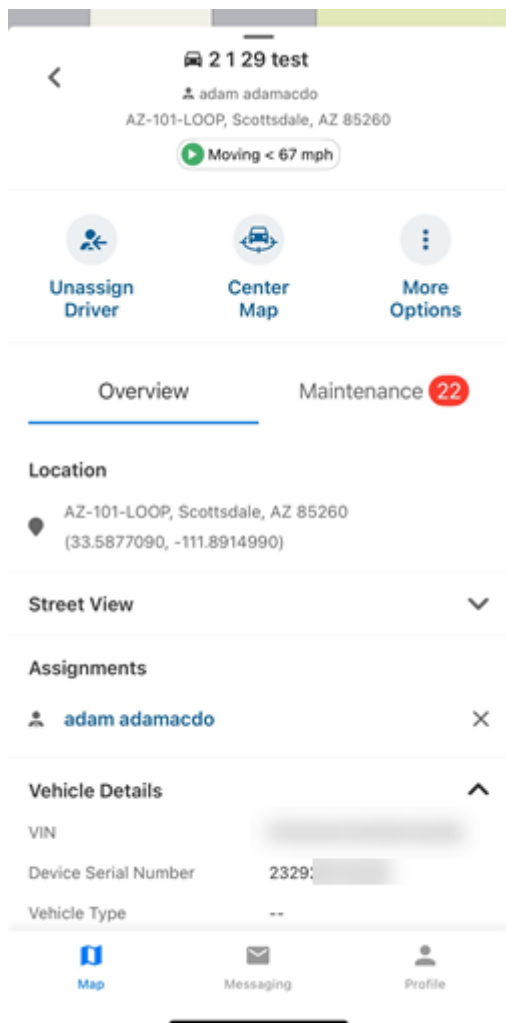 2 1 29 test
adam adamacdo
AZ-101-LOOP, Scottsdale, AZ 85260
Moving < 67 mph
Unassign Driver
Center Map
More Options
Overview
Maintenance 22
Location
AZ-101-LOOP, Scottsdale, AZ 85260
(33.5877090, -111.8914990)
Street View
Assignments
adam adamacdo
Vehicle Details
VIN
Device Serial Number
Vehicle Type --
Map
Messaging
Profile